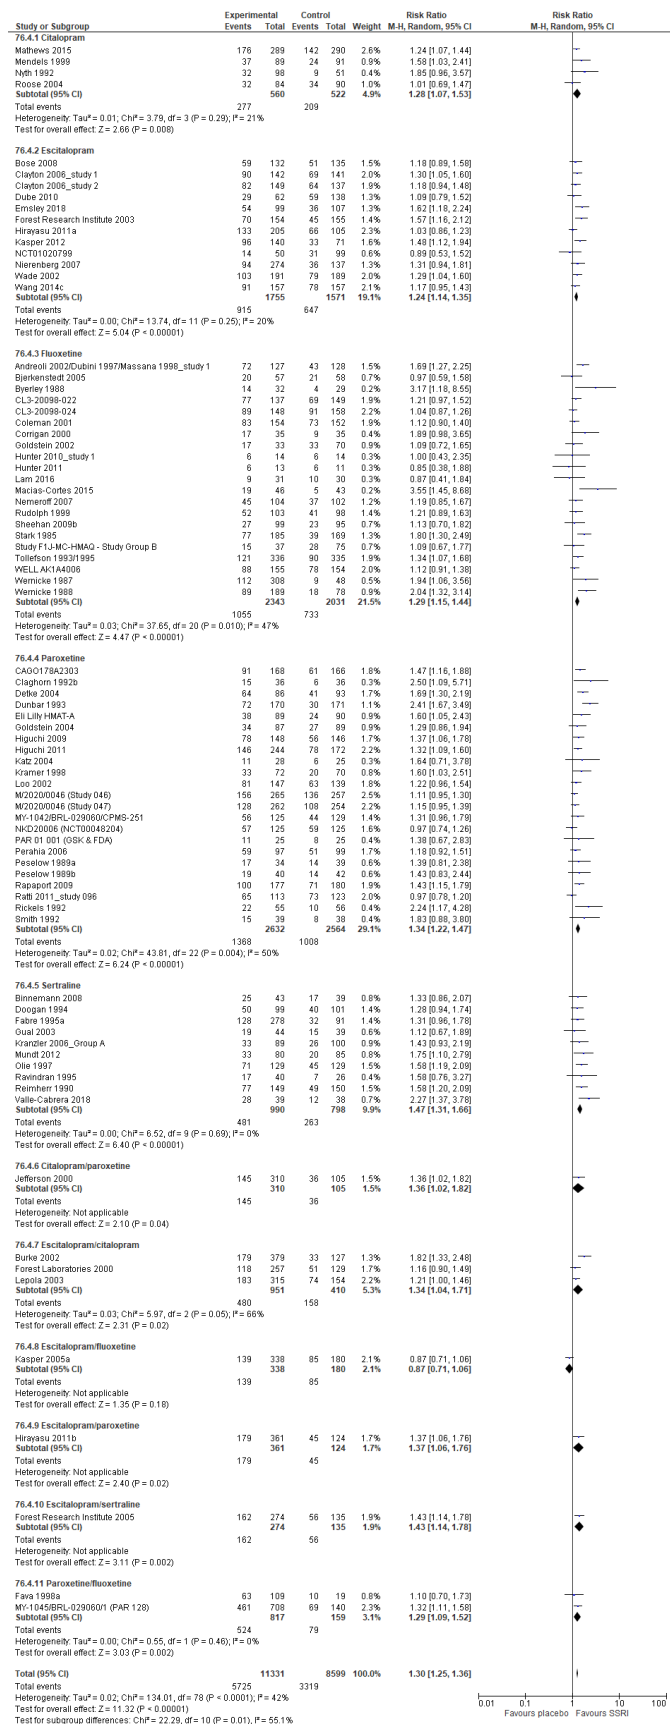 Experimental Control Risk Ratio Risk Ratio
Study or Subgroup Events Total Events Total Weight M-H, Random, 95% CI M-H, Random, 95% CI
76.4.1 Citalopram
Mathews 2015 176 289 142 290 2.6% 1.24 [1.07, 1.44]
Mendels 1999 37 89 24 91 0.7% 1.58 [1.03, 2.41]
Nyth 1992 32 98 9 51 0.4% 1.85 [0.96, 3.57]
Roose 2004 32 84 34 90 0.8% 1.01 [0.69, 1.47]
Subtotal (95% CI) 560 522 4.9% 1.28 [1.07, 1.53]
Total events 277 209
Heterogeneity: Tau² = 0.01; Chi² = 3.79, df = 3 (P = 0.29); I² = 21%
Test for overall effect: Z = 2.66 (P = 0.008)
76.4.2 Escitalopram
Bose 2008 59 132 51 135 1.5% 1.18 [0.89, 1.58]
Clayton 2006_study 1 90 142 69 141 1.9% 1.30 [1.05, 1.60]
Clayton 2006_study 2 82 149 64 137 1.7% 1.18 [0.94, 1.48]
Dube 2010 29 62 59 138 1.2% 1.09 [0.79, 1.52]
Emsley 2018 54 99 36 107 1.2% 1.62 [1.18, 2.24]
Forest Research Institute 2003 70 154 45 155 1.4% 1.57 [1.16, 2.12]
Hirayasu 2011a 133 205 66 105 2.3% 1.03 [0.86, 1.23]
Kasper 2012 96 140 33 71 1.5% 1.48 [1.12, 1.94]
NCT01020799 14 50 31 99 0.5% 0.89 [0.53, 1.52]
Nierenberg 2007 94 274 36 137 1.2% 1.31 [0.94, 1.81]
Wade 2002 103 191 79 189 1.9% 1.29 [1.04, 1.60]
Wang 2014c 91 157 78 157 2.0% 1.17 [0.95, 1.43]
Subtotal (95% CI) 1755 1571 19.1% 1.24 [1.14, 1.35]
Total events 915 647
Heterogeneity: Tau² = 0.00; Chi² = 13.74, df = 11 (P = 0.25); I² = 20%
Test for overall effect: Z = 5.04 (P < 0.00001)
76.4.3 Fluoxetine
Andreoli 2002/Dubini 1997/Massana 1998_study 1 72 127 43 128 1.5% 1.69 [1.27, 2.25]
Bjerkenstedt 2005 20 57 21 58 0.5% 0.97 [0.59, 1.58]
Byerley 1988 14 32 4 29 0.2% 3.17 [1.18, 8.55]
CL3-20098-022 77 137 69 149 1.8% 1.21 [0.97, 1.52]
CL3-20098-024 89 148 91 158 2.3% 1.04 [0.87, 1.26]
Coleman 2001 83 154 73 152 1.8% 1.12 [0.90, 1.40]
Corrigan 2000 17 35 9 35 0.3% 1.89 [0.98, 3.65]
Goldstein 2002 17 33 33 70 0.8% 1.09 [0.72, 1.65]
Hunter 2010_study 1 6 14 6 14 0.2% 1.00 [0.43, 2.35]
Hunter 2011 6 13 6 11 0.2% 0.85 [0.38, 1.88]
Lam 2016 9 31 10 30 0.3% 0.87 [0.41, 1.84]
Macias-Cortes 2015 19 46 5 43 0.2% 3.55 [1.45, 8.68]
Nemeroff 2007 45 104 37 102 1.1% 1.19 [0.85, 1.67]
Rudolph 1999 52 103 41 98 1.3% 1.21 [0.89, 1.63]
Sheehan 2009b 27 99 23 95 0.6% 1.13 [0.70, 1.82]
Stark 1985 77 185 39 169 1.2% 1.80 [1.30, 2.49]
Study F1J-MC-HMAQ - Study Group B 15 37 28 75 0.6% 1.09 [0.67, 1.77]
Tollefson 1993/1995 121 336 90 335 1.8% 1.34 [1.07, 1.68]
WELL AK1A4006 88 155 78 154 2.0% 1.12 [0.91, 1.38]
Wernicke 1987 112 308 9 48 0.4% 1.94 [1.06, 3.56]
Wernicke 1988 89 189 18 78 0.8% 2.04 [1.32, 3.14]
Subtotal (95% CI) 2343 2031 21.5% 1.29 [1.15, 1.44]
Total events 1055 733
Heterogeneity: Tau² = 0.03; Chi² = 37.65, df = 20 (P = 0.010); I² = 47%
Test for overall effect: Z = 4.47 (P < 0.00001)
76.4.4 Paroxetine
CAGO178A2303 91 168 61 166 1.8% 1.47 [1.16, 1.88]
Claghorn 1992b 15 36 6 36 0.2% 2.50 [1.09, 5.71]
Detke 2004 64 86 41 93 1.6% 1.69 [1.30, 2.19]
Dunbar 1993 72 170 30 171 1.0% 2.41 [1.67, 3.49]
Eli Lilly HMAT-A 38 89 24 90 0.7% 1.60 [1.05, 2.43]
Goldstein 2004 34 87 27 89 0.7% 1.29 [0.86, 1.94]
Higuchi 2009 78 148 56 146 1.6% 1.37 [1.06, 1.78]
Higuchi 2011 146 244 78 172 2.1% 1.32 [1.09, 1.60]
Katz 2004 11 28 6 25 0.2% 1.64 [0.71, 3.78]
Kramer 1998 33 72 20 70 0.7% 1.60 [1.03, 2.51]
Loo 2002 81 147 63 139 1.7% 1.22 [0.96, 1.54]
M/2020/0046 (Study 046) 156 265 136 257 2.6% 1.11 [0.95, 1.30]
M/2020/0046 (Study 047) 128 262 108 254 2.2% 1.15 [0.95, 1.39]
MY-1042/BRL-029060/CPMS-251 56 125 44 129 1.3% 1.31 [0.96, 1.79]
NKD20006 (NCT00048204) 57 125 59 125 1.6% 0.97 [0.74, 1.26]
PAR 01 001 (GSK & FDA) 11 25 8 25 0.3% 1.38 [0.67, 2.83]
Perahia 2006 59 97 51 99 1.6% 1.18 [0.92, 1.51]
Peselow 1989a 17 34 14 39 0.5% 1.39 [0.81, 2.38]
Peselow 1989b 19 40 14 42 0.5% 1.43 [0.83, 2.44]
Rapaport 2009 100 177 71 180 1.9% 1.43 [1.15, 1.79]
Ratti 2011_study 096 65 113 73 123 1.9% 0.97 [0.78, 1.20]
Rickels 1992 22 55 10 56 0.3% 2.24 [1.17, 4.28]
Smith 1992 15 39 8 38 0.3% 1.83 [0.88, 3.80]
Subtotal (95% CI) 2632 2564 29.1% 1.34 [1.22, 1.47]
Total events 1368 1008
Heterogeneity: Tau² = 0.02; Chi² = 43.81, df = 22 (P = 0.004); I² = 50%
Test for overall effect: Z = 6.24 (P < 0.00001)
76.4.5 Sertraline
Binnemann 2008 25 43 17 39 0.8% 1.33 [0.86, 2.07]
Doogan 1994 50 99 40 101 1.2% 1.28 [0.94, 1.74]
Fabre 1995a 128 278 32 91 1.3% 1.31 [0.96, 1.78]
Gual 2003 19 44 15 39 0.5% 1.12 [0.67, 1.89]
Kranzler 2006_Group A 33 89 26 100 0.7% 1.43 [0.93, 2.19]
Mundt 2012 33 80 20 85 0.6% 1.75 [1.10, 2.79]
Olie 1997 71 129 45 129 1.5% 1.58 [1.19, 2.09]
Ravindran 1995 17 40 7 26 0.3% 1.58 [0.76, 3.27]
Reimherr 1990 77 149 49 150 1.5% 1.58 [1.20, 2.09]
Valle-Cabrera 2018 28 39 12 38 0.6% 2.27 [1.37, 3.78]
Subtotal (95% CI) 990 798 9.9% 1.47 [1.31, 1.66]
Total events 481 263
Heterogeneity: Tau² = 0.00; Chi² = 6.52, df = 9 (P = 0.69); I² = 0%
Test for overall effect: Z = 6.40 (P < 0.00001)
76.4.6 Citalopram/paroxetine
Jefferson 2000 145 310 36 105 1.5% 1.36 [1.02, 1.82]
Subtotal (95% CI) 310 105 1.5% 1.36 [1.02, 1.82]
Total events 145 36
Heterogeneity: Not applicable
Test for overall effect: Z = 2.10 (P = 0.04)
76.4.7 Escitalopram/citalopram
Burke 2002 179 379 33 127 1.3% 1.82 [1.33, 2.48]
Forest Laboratories 2000 118 257 51 129 1.6% 1.16 [0.90, 1.49]
Lepola 2003 183 315 74 154 2.2% 1.21 [1.00, 1.46]
Subtotal (95% CI) 951 410 5.3% 1.34 [1.04, 1.71]
Total events 480 158
Heterogeneity: Tau² = 0.03; Chi² = 5.97, df = 2 (P = 0.05); I² = 66%
Test for overall effect: Z = 2.31 (P = 0.02)
76.4.8 Escitalopram/fluoxetine
Kasper 2005a 139 338 85 180 2.1% 0.87 [0.71, 1.06]
Subtotal (95% CI) 338 180 2.1% 0.87 [0.71, 1.06]
Total events 139 85
Heterogeneity: Not applicable
Test for overall effect: Z = 1.35 (P = 0.18)
76.4.9 Escitalopram/paroxetine
Hirayasu 2011b 179 361 45 124 1.7% 1.37 [1.06, 1.76]
Subtotal (95% CI) 361 124 1.7% 1.37 [1.06, 1.76]
Total events 179 45
Heterogeneity: Not applicable
Test for overall effect: Z = 2.40 (P = 0.02)
76.4.10 Escitalopram/sertraline
Forest Research Institute 2005 162 274 56 135 1.9% 1.43 [1.14, 1.78]
Subtotal (95% CI) 274 135 1.9% 1.43 [1.14, 1.78]
Total events 162 56
Heterogeneity: Not applicable
Test for overall effect: Z = 3.11 (P = 0.002)
76.4.11 Paroxetine/fluoxetine
Fava 1998a 63 109 10 19 0.8% 1.10 [0.70, 1.73]
MY-1045/BRL-029060/1 (PAR 128) 461 708 69 140 2.3% 1.32 [1.11, 1.58]
Subtotal (95% CI) 817 159 3.1% 1.29 [1.09, 1.52]
Total events 524 79
Heterogeneity: Tau² = 0.00; Chi² = 0.55, df = 1 (P = 0.46); I² = 0%
Test for overall effect: Z = 3.03 (P = 0.002)
Total (95% CI) 11331 8599 100.0% 1.30 [1.25, 1.36]
Total events 5725 3319
Heterogeneity: Tau² = 0.02; Chi² = 134.01, df = 78 (P < 0.0001); I² = 42%
Test for overall effect: Z = 11.32 (P < 0.00001)
Test for subgroup differences: Chi² = 22.29, df = 10 (P = 0.01), I² = 55.1%
0.01 0.1 1 10 100
Favours placebo Favours SSRI